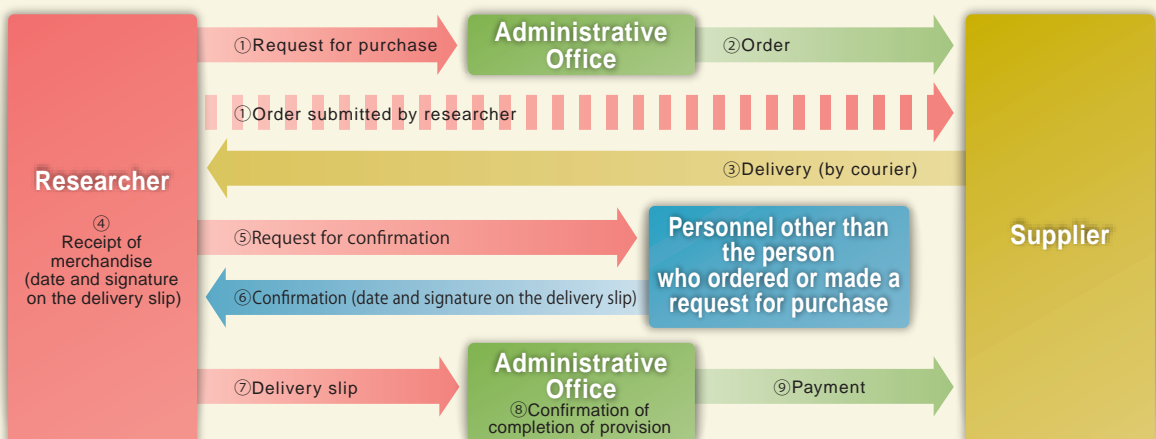 ①Request for purchase
Administrative
Office
②Order
①Order submitted by researcher
③Delivery (by courier)
Researcher
④
Receipt of
merchandise
(date and signature
on the delivery slip)
⑤Request for confirmation
Personnel other than
the person
who ordered or made a
request for purchase
⑥Confirmation (date and signature on the delivery slip)
Supplier
⑦Delivery slip
Administrative
Office
⑧Confirmation of
completion of provision
⑨Payment